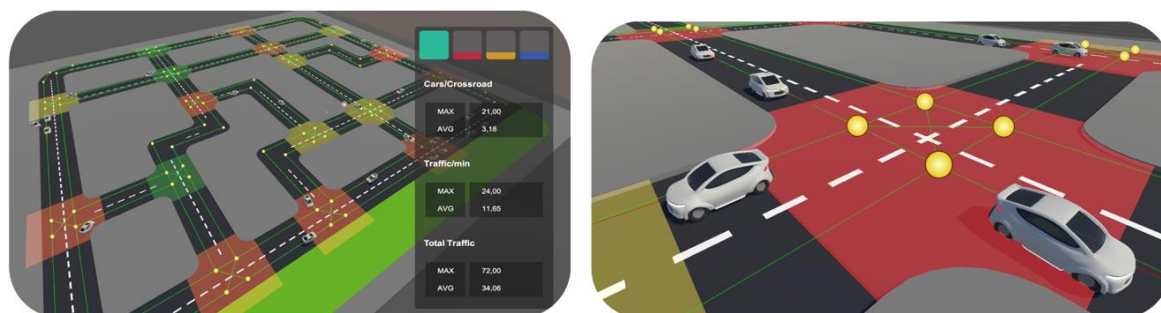 Cars/Crossroad
MAX 21,00
AVG 3,18
Traffic/min
MAX 24,00
AVG 11,65
Total Traffic
MAX 72,00
AVG 34,06